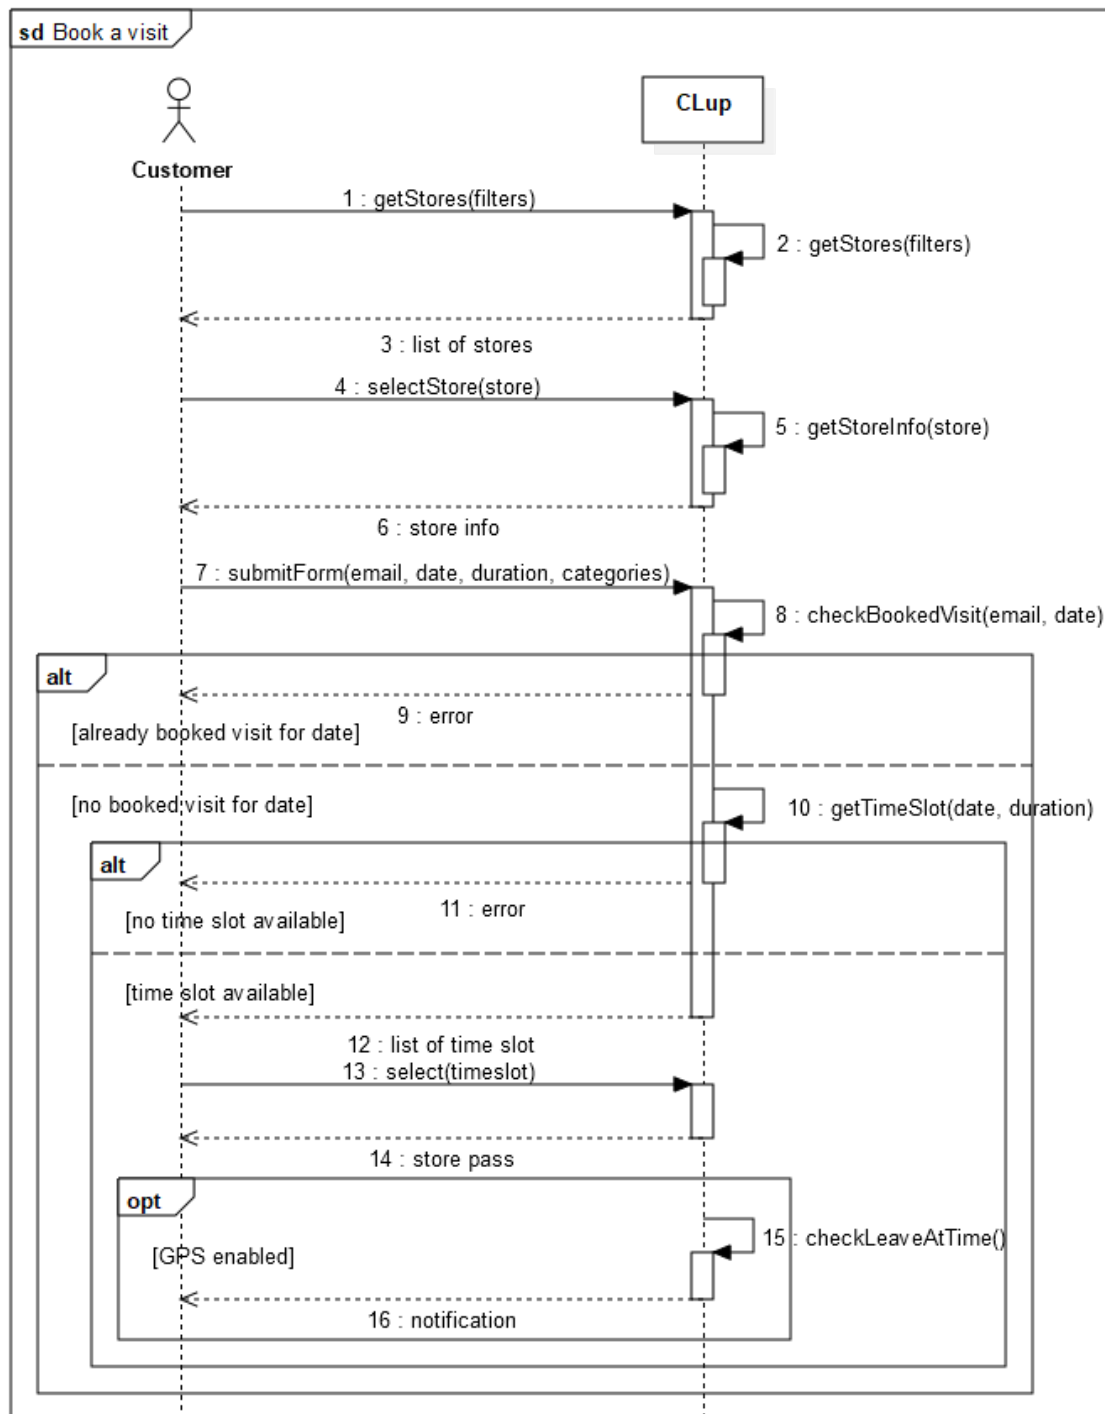 sd Book a visit
CLup
Customer
1 : getStores(filters)
2 : getStores(filters)
3 : list of stores
4 : selectStore(store)
5 : getStoreInfo(store)
6 : store info
7 : submitForm(email, date, duration, categories)
8 : checkBookedVisit(email, date)
alt
9 : error
[already booked visit for date]
[no booked visit for date]
10 : getTimeSlot(date, duration)
alt
11 : error
[no time slot available]
[time slot available]
12 : list of time slot
13 : select(timeslot)
14 : store pass
opt
15 : checkLeaveAtTime()
[GPS enabled]
16 : notification